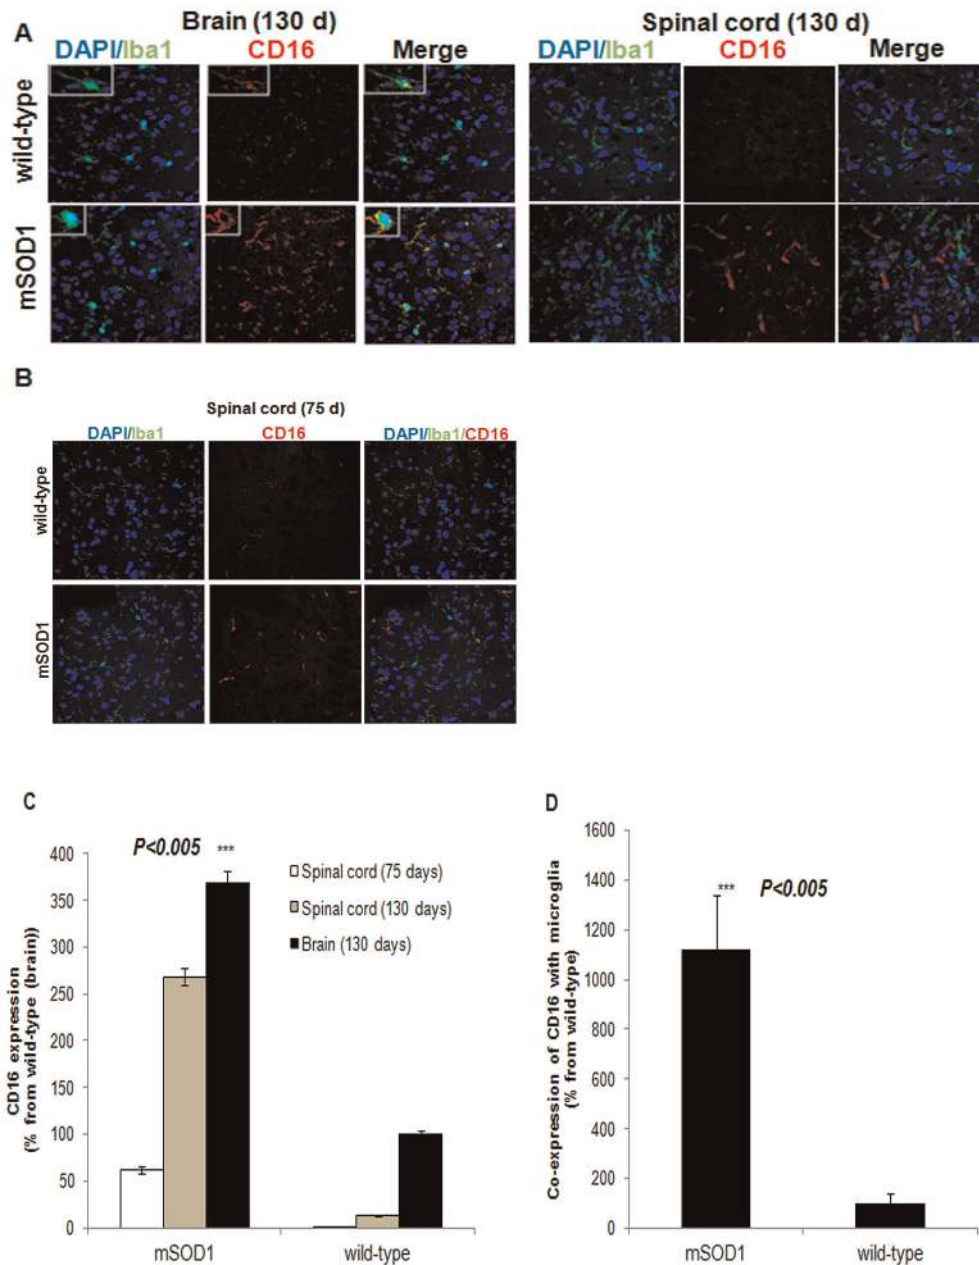 A
Brain (130 d)
Spinal cord (130 d)
DAPI/Iba1 CD16 Merge DAPI/Iba1 CD16 Merge
wild-type
mSOD1
B
Spinal cord (75 d)
DAPI/Iba1 CD16 DAPI/Iba1/CD16
wild-type
mSOD1
C
P<0.005 ***
400
350
300
250
200
150
100
50
0
CD16 expression
(% from wild-type (brain))
Spinal cord (75 days)
Spinal cord (130 days)
Brain (130 days)
mSOD1 wild-type
D
*** P<0.005
1600
1400
1200
1000
800
600
400
200
0
Co-expression of CD16 with microglia
(% from wild-type)
mSOD1 wild-type